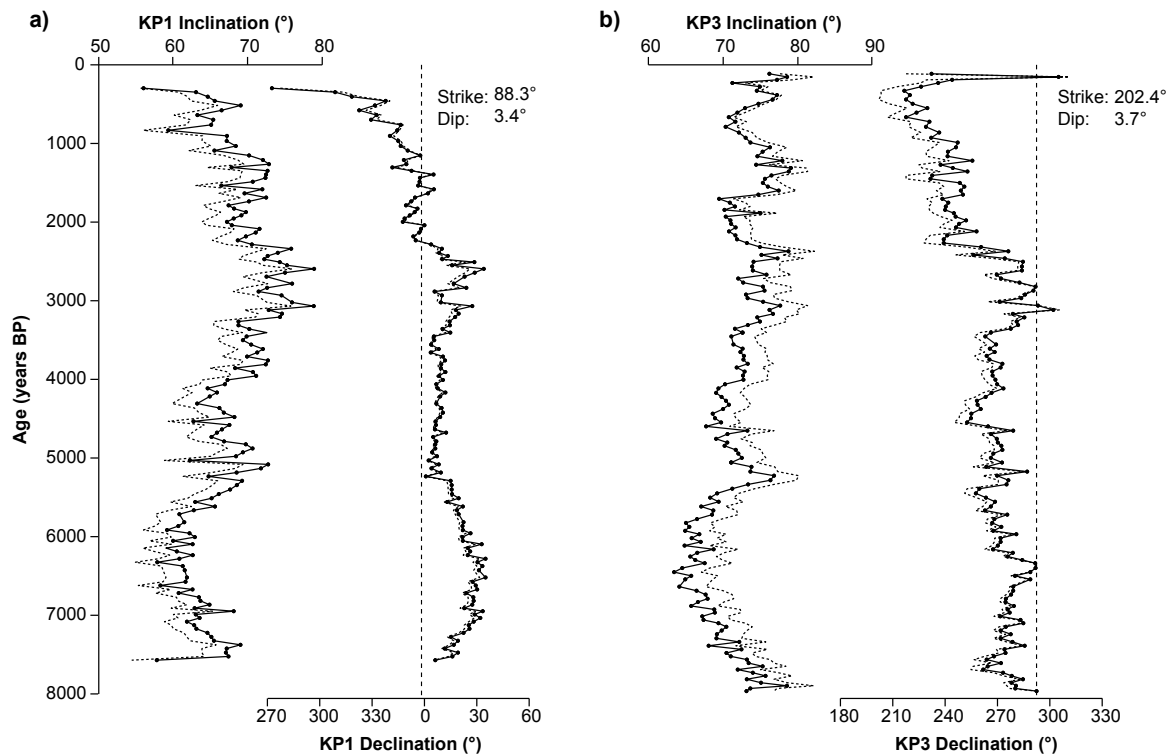 a)
KP1 Inclination (°)
50 60 70 80
b)
KP3 Inclination (°)
60 70 80 90
0
1000
2000
3000
4000
5000
6000
7000
8000
Age (years BP)
Strike: 88.3°
Dip: 3.4°
Strike: 202.4°
Dip: 3.7°
270 300 330 0 30 60
KP1 Declination (°)
180 210 240 270 300 330
KP3 Declination (°)